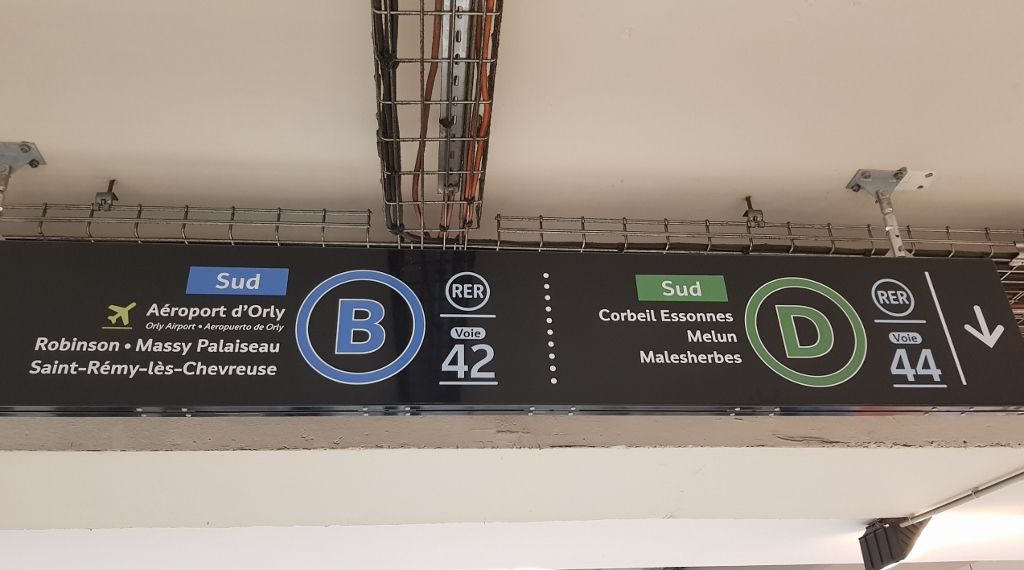 Sud
Aéroport d'Orly
Orly Airport • Aeropuerto de Orly
Robinson • Massy Palaiseau
Saint-Rémy-lès-Chevreuse
B
RER
Voie
42
Sud
Corbeil Essonnes
Melun
Malesherbes
D
RER
Voie
44